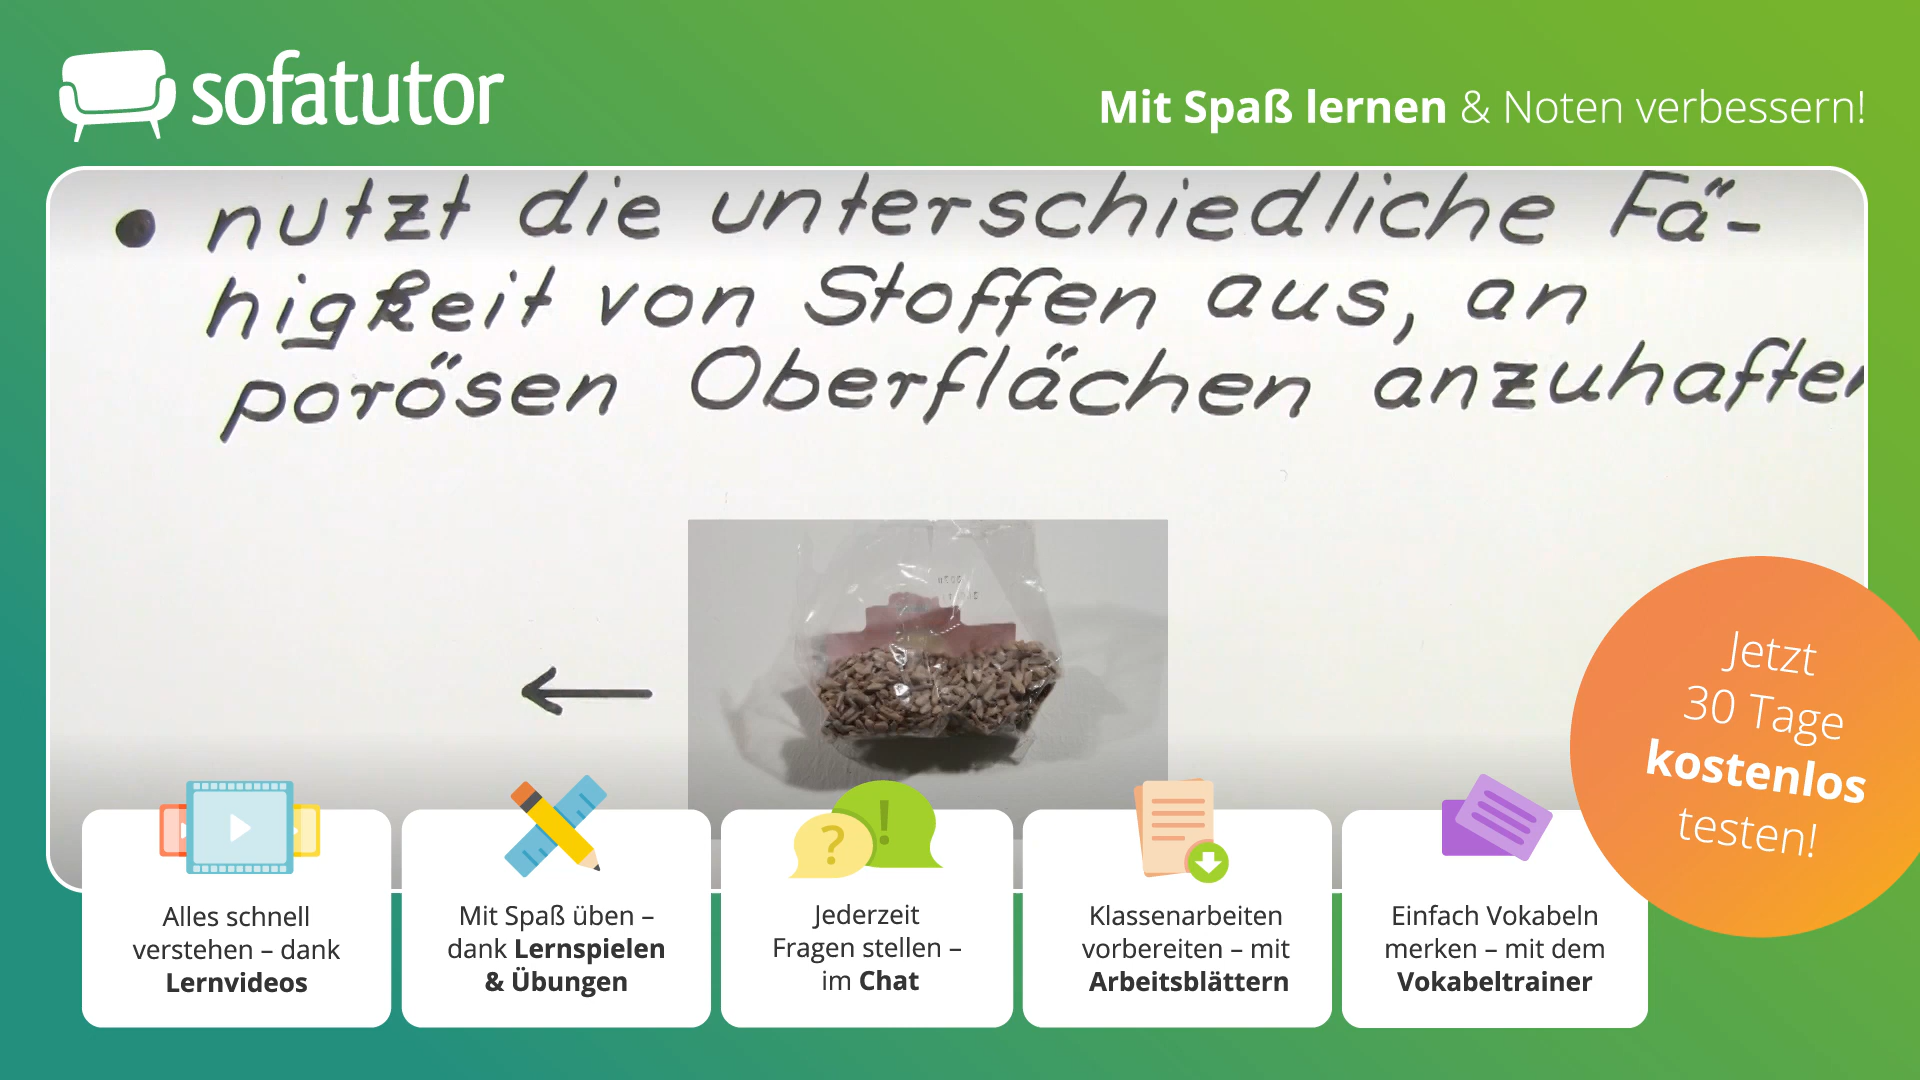 sofatutor
Mit Spaß lernen & Noten verbessern!
• nutzt die unterschiedliche Fä-
higkeit von Stoffen aus, an
porösen Oberflächen anzuhaften
Jetzt
30 Tage
kostenlos
testen!
Alles schnell
verstehen – dank
Lernvideos
Mit Spaß üben –
dank Lernspielen
& Übungen
?
!
Jederzeit
Fragen stellen –
im Chat
Klassenarbeiten
vorbereiten – mit
Arbeitsblättern
Einfach Vokabeln
merken – mit dem
Vokabeltrainer